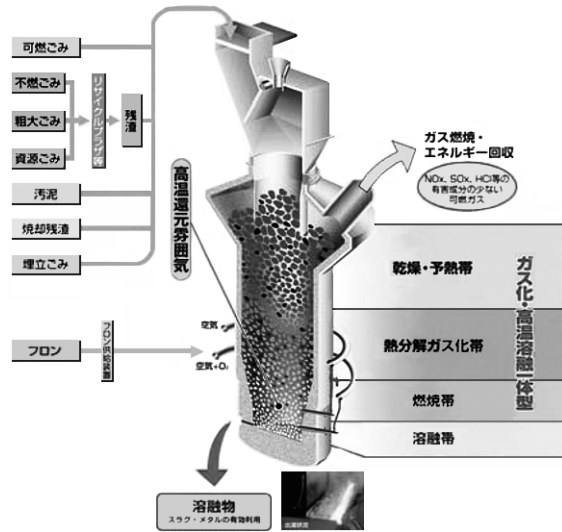 可燃ごみ
不燃ごみ
粗大ごみ
資源ごみ
リサイクルプラザ等
残渣
汚泥
焼却残渣
埋立ごみ
フロン
フロン供給装置
高温還元雰囲気
空気
空気+O₂
ガス燃焼・
エネルギー回収
NOx、SOx、HCl等の
有害成分の少ない
可燃ガス
乾燥・予熱帯
熱分解ガス化帯
燃焼帯
溶融帯
ガス化・高温溶融一体型
溶融物
スラグ・メタルの有効利用
出滓状況